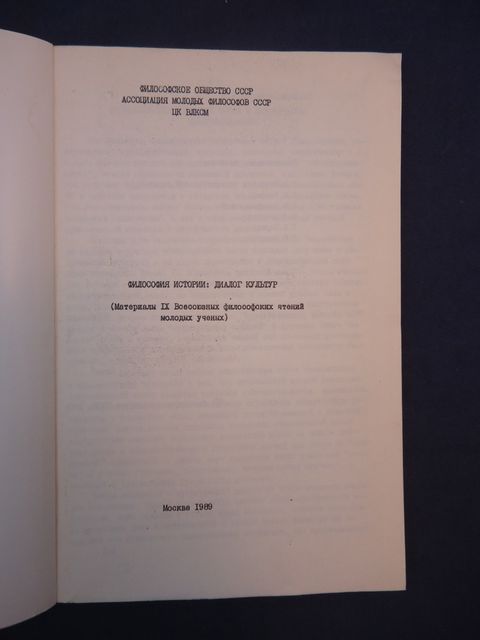 ФИЛОСОФСКОЕ ОБЩЕСТВО СССР
АССОЦИАЦИЯ МОЛОДЫХ ФИЛОСОФОВ СССР
ЦК ВЛКСМ
ФИЛОСОФИЯ ИСТОРИИ: ДИАЛОГ КУЛЬТУР
(Материалы IX Всесоюзных философских чтений
молодых ученых)
Москва 1989